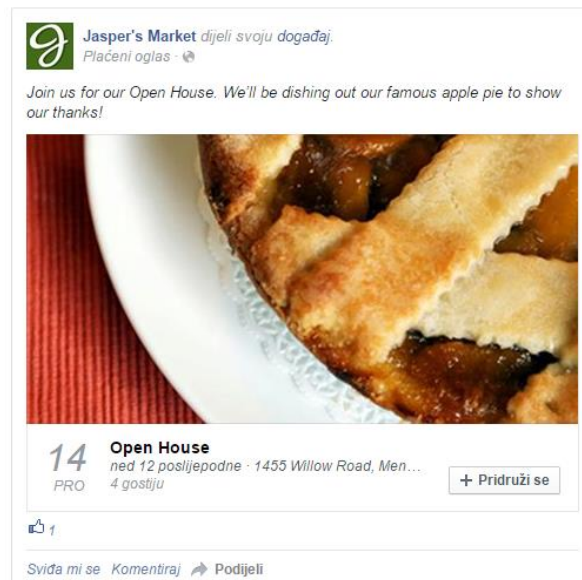 Jasper's Market dijeli svoju događaj.
Plaćeni oglas ·
Join us for our Open House. We'll be dishing out our famous apple pie to show
our thanks!
14
PRO
Open House
ned 12 poslijepodne · 1455 Willow Road, Men...
4 gostiju
+ Pridruži se
1
Sviđa mi se Komentiraj Podijeli